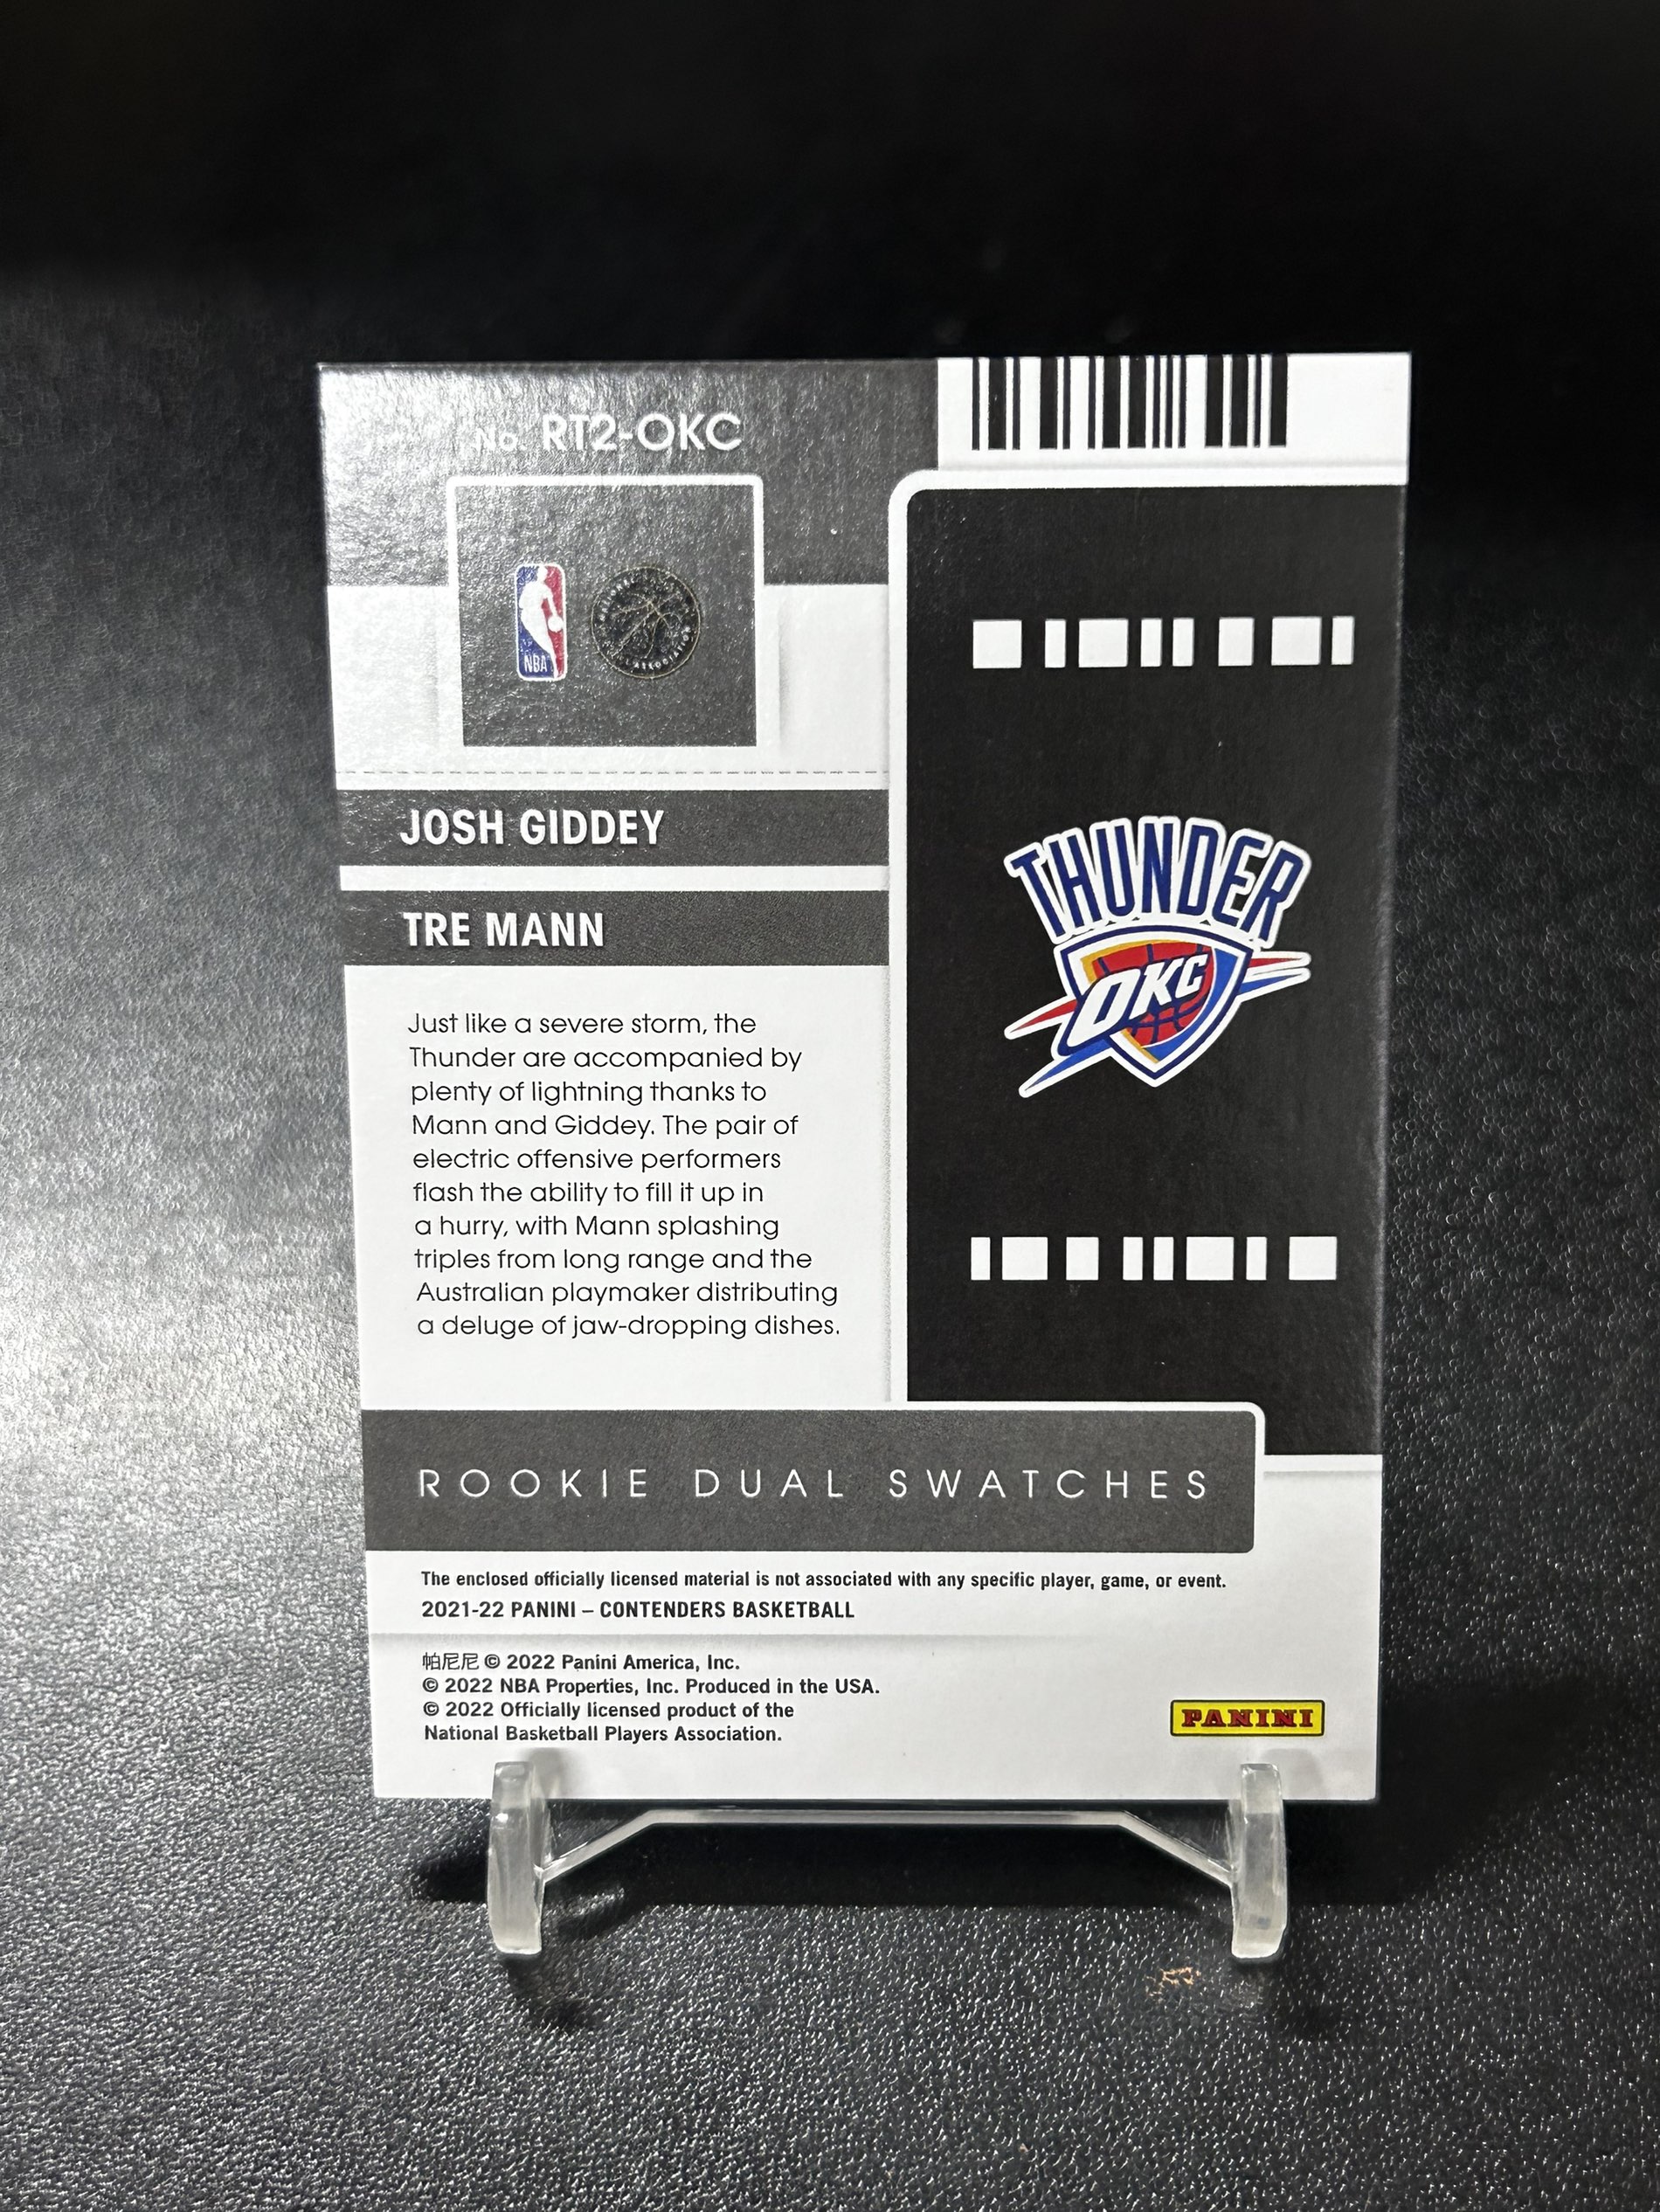 No. RT2-OKC
NBA
JOSH GIDDEY
TRE MANN
Just like a severe storm, the
Thunder are accompanied by
plenty of lightning thanks to
Mann and Giddey. The pair of
electric offensive performers
flash the ability to fill it up in
a hurry, with Mann splashing
triples from long range and the
Australian playmaker distributing
a deluge of jaw-dropping dishes.
THUNDER
OKC
ROOKIE DUAL SWATCHES
The enclosed officially licensed material is not associated with any specific player, game, or event.
2021-22 PANINI – CONTENDERS BASKETBALL
帕尼尼 © 2022 Panini America, Inc.
© 2022 NBA Properties, Inc. Produced in the USA.
© 2022 Officially licensed product of the
National Basketball Players Association.
PANINI